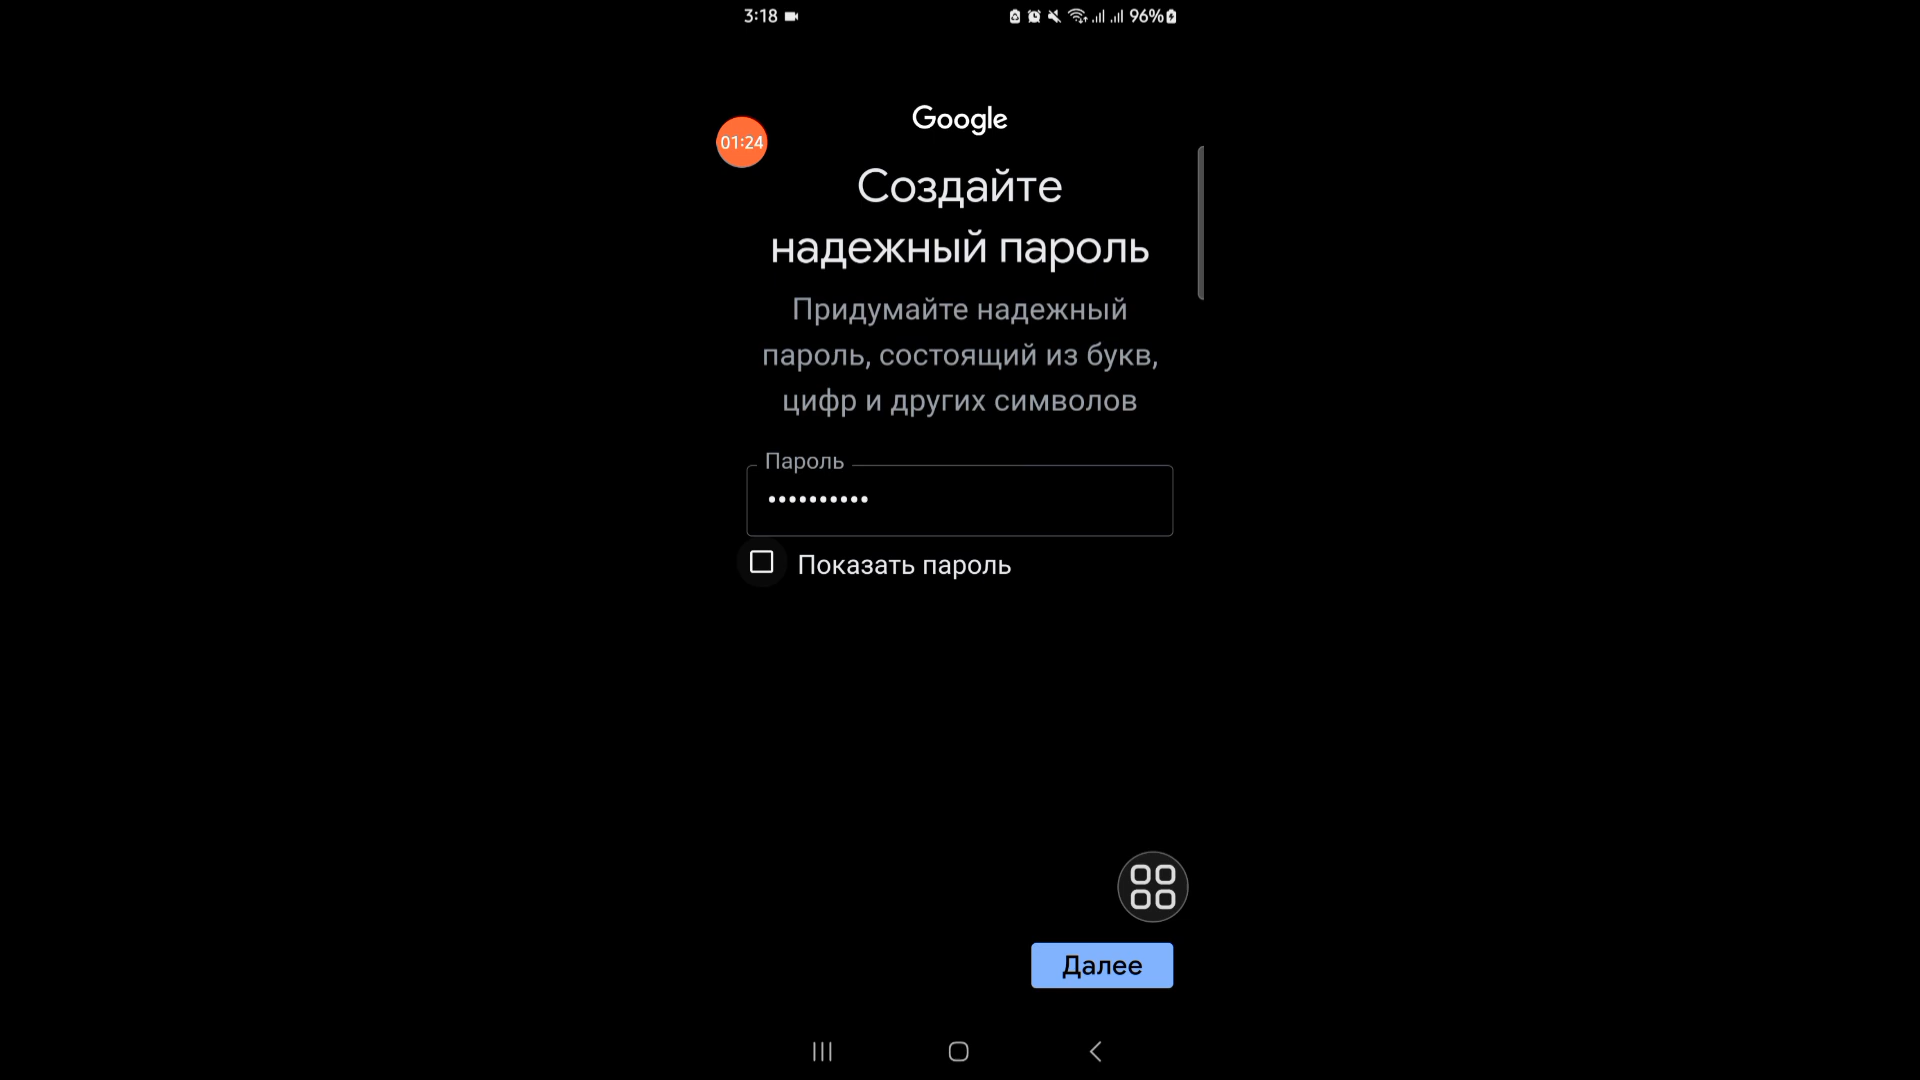 3:18
96%
Google
01:24
Создайте
надежный пароль
Придумайте надежный
пароль, состоящий из букв,
цифр и других символов
Пароль
••••••••••
Показать пароль
Далее